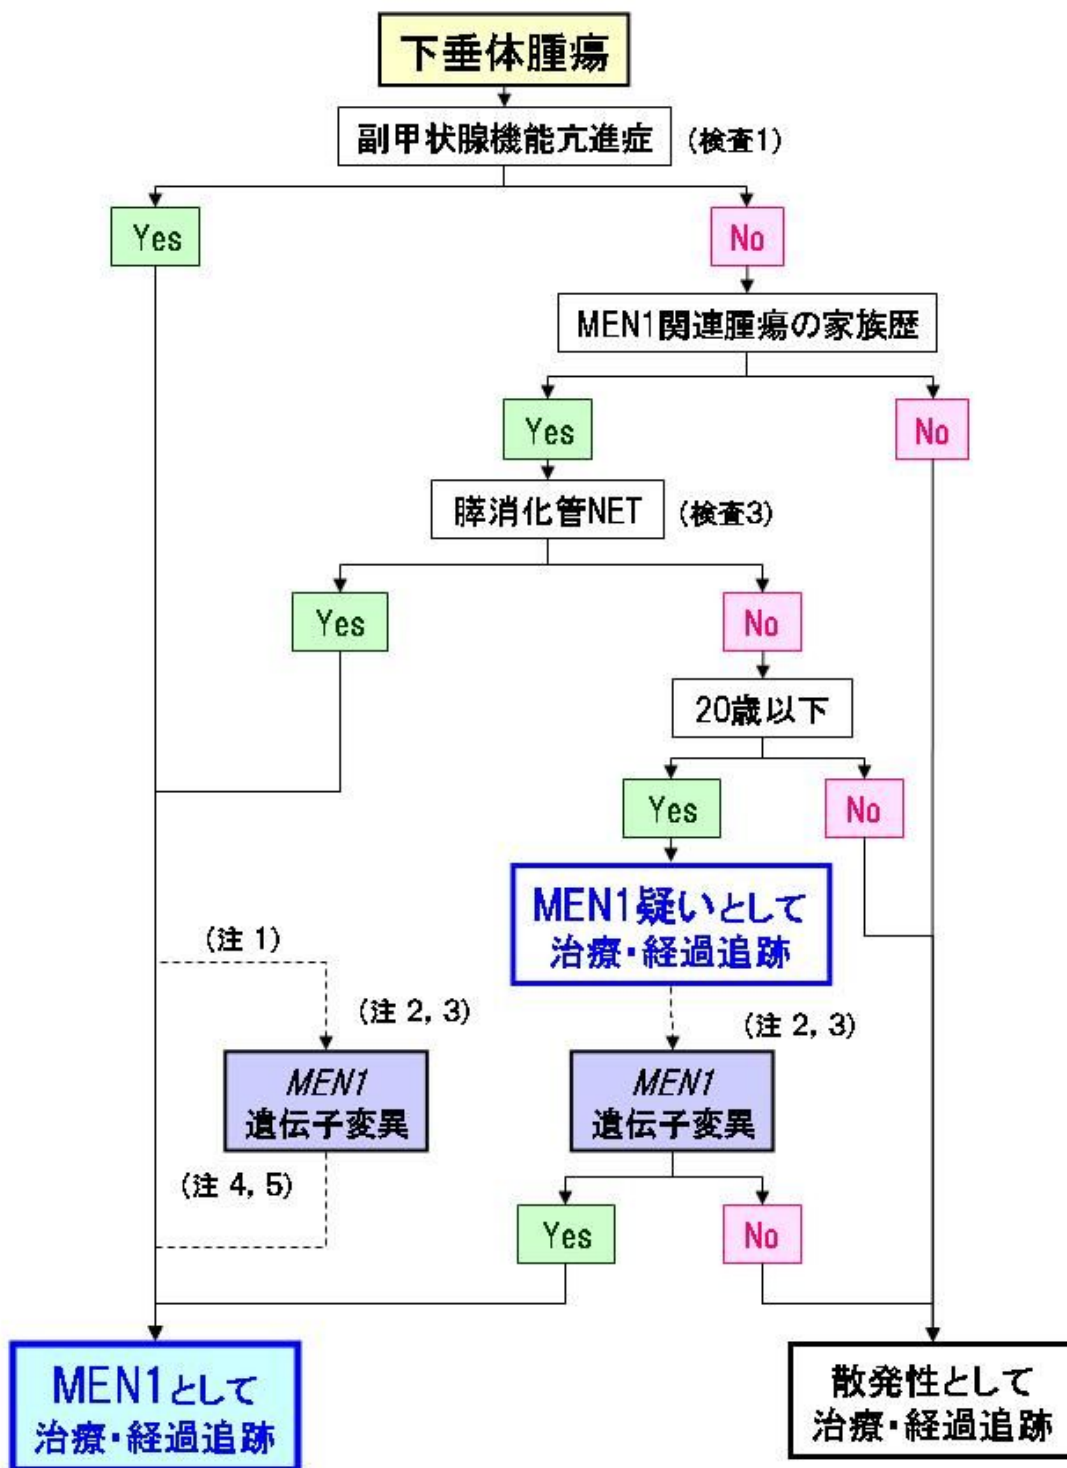 下垂体腫瘍
副甲状腺機能亢進症 (検査1)
Yes
No
MEN1関連腫瘍の家族歴
Yes
No
膵消化管NET (検査3)
Yes
No
20歳以下
Yes
No
MEN1疑いとして
治療・経過追跡
(注 1)
(注 2, 3)
(注 2, 3)
MEN1
遺伝子変異
MEN1
遺伝子変異
(注 4, 5)
Yes
No
MEN1として
治療・経過追跡
散発性として
治療・経過追跡